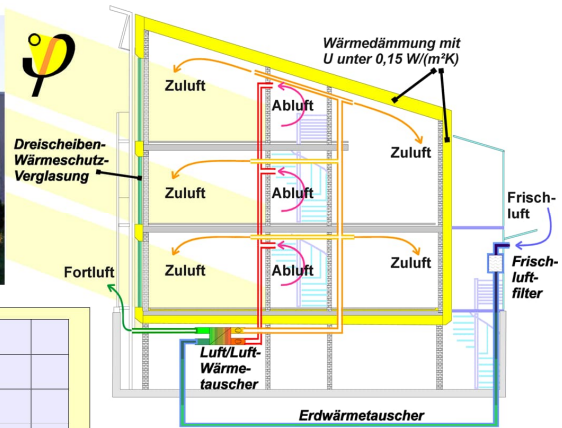 Wärmedämmung mit
U unter 0,15 W/(m²K)
Zuluft
Abluft
Zuluft
Dreischeiben-
Wärmeschutz-
Verglasung
Zuluft
Abluft
Frisch-
luft
Zuluft
Abluft
Zuluft
Frisch-
luft-
filter
Fortluft
Luft/Luft-
Wärme-
tauscher
Erdwärmetauscher